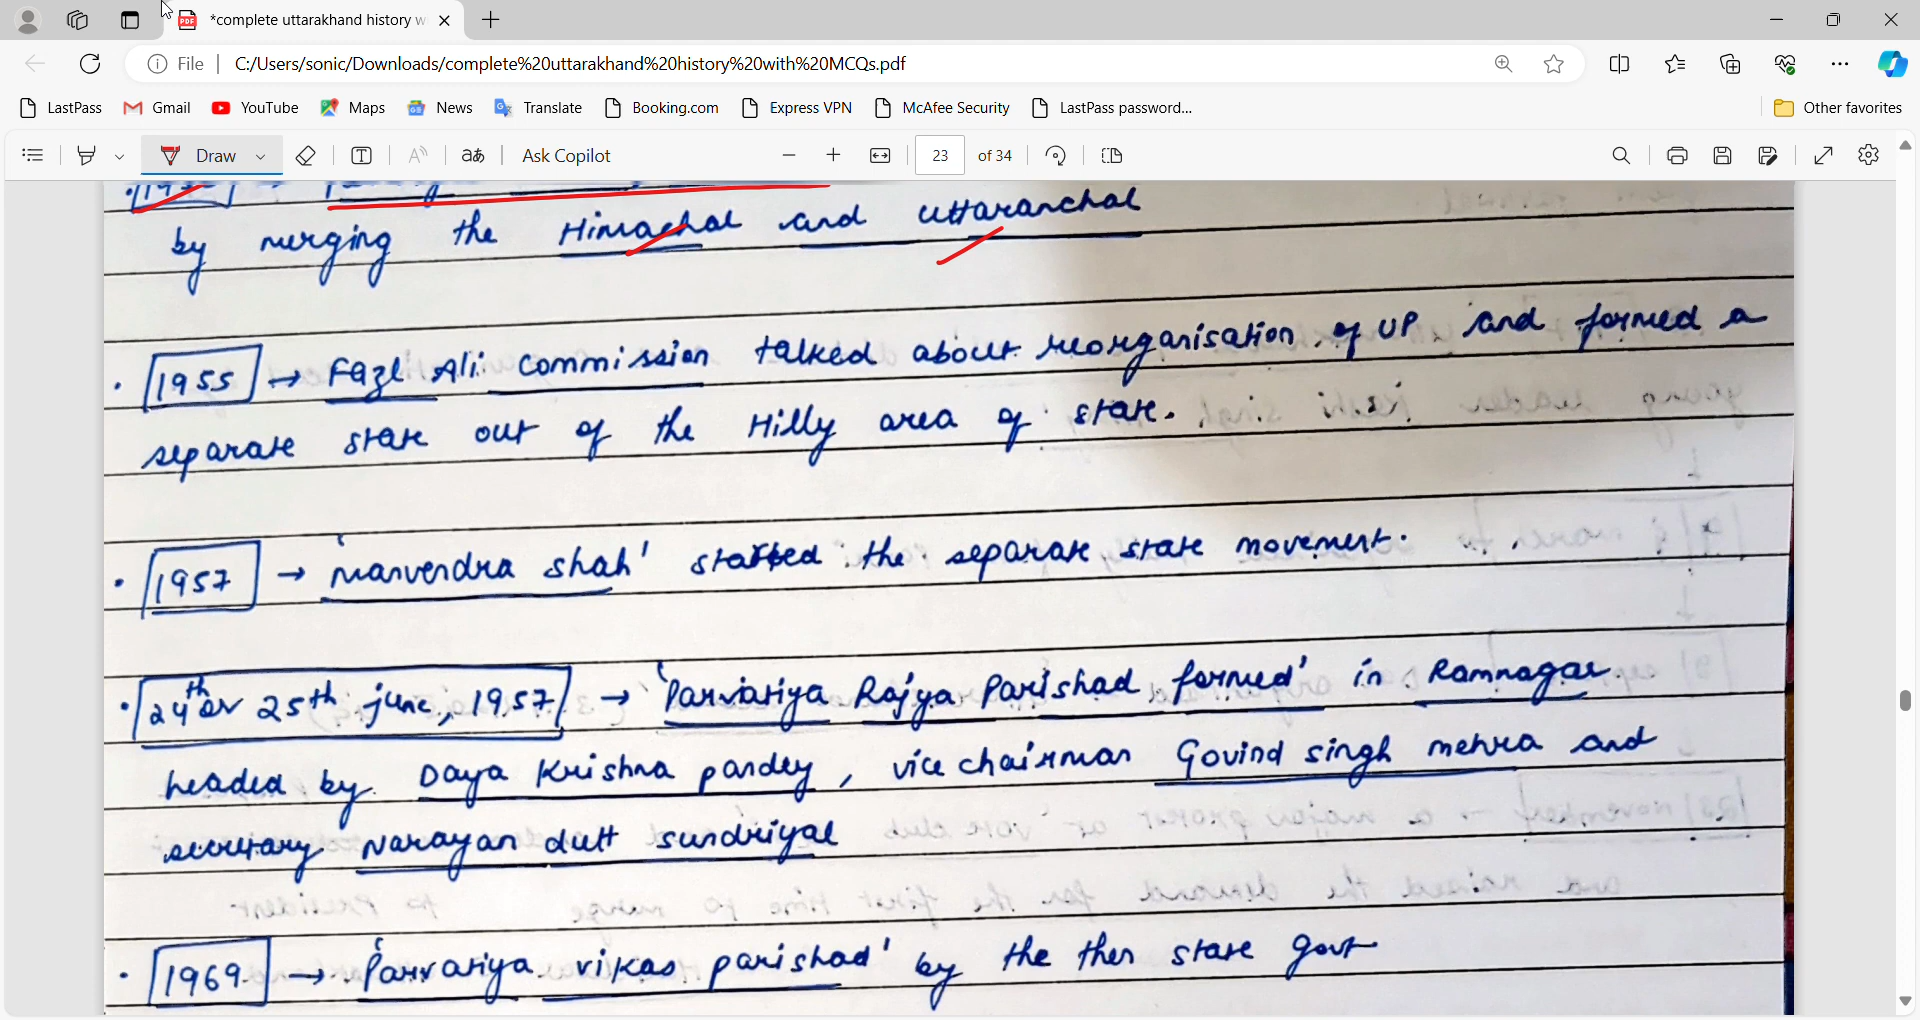 *complete uttarakhand history w
File
C:/Users/sonic/Downloads/complete%20uttarakhand%20history%20with%20MCQs.pdf
LastPass Gmail YouTube Maps News Translate Booking.com Express VPN McAfee Security LastPass password... Other favorites
Draw Ask Copilot 23 of 34
by merging the Himachal and uttaranchal
• 1955 → Fazl Ali commission talked about reorganisation of UP and formed a
separate state out of the Hilly area of state.
• 1957 → 'manvendra shah' started the separate state movement.
• 24th or 25th june, 1957 → 'Parvatiya Rajya Parishad formed' in Ramnagar
headed by Daya Krishna pandey, vice chairman Govind singh mehra and
secretary Narayan dutt sundriyal
• 1969 → 'Parvatiya vikas parishad' by the then state govt